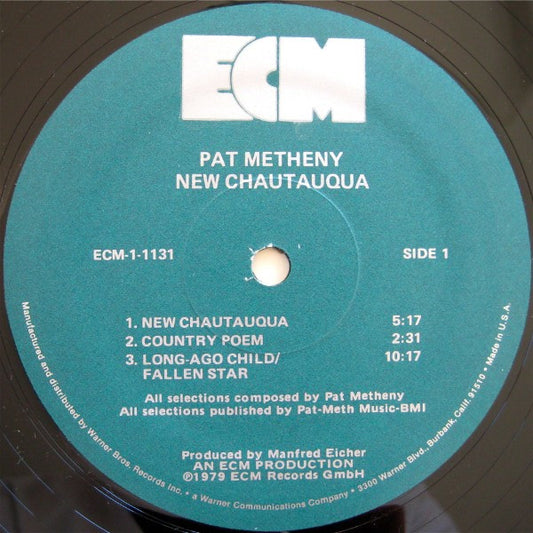 ECM
PAT METHENY
NEW CHAUTAUQUA
ECM-1-1131 SIDE 1
1. NEW CHAUTAUQUA 5:17
2. COUNTRY POEM 2:31
3. LONG-AGO CHILD/ 10:17
FALLEN STAR
All selections composed by Pat Metheny
All selections published by Pat-Meth Music-BMI
Produced by Manfred Eicher
AN ECM PRODUCTION
℗1979 ECM Records GmbH
Manufactured and distributed by Warner Bros. Records Inc. • a Warner Communications Company • 3300 Warner Blvd., Burbank, Calif. 91510 • Made in U.S.A.